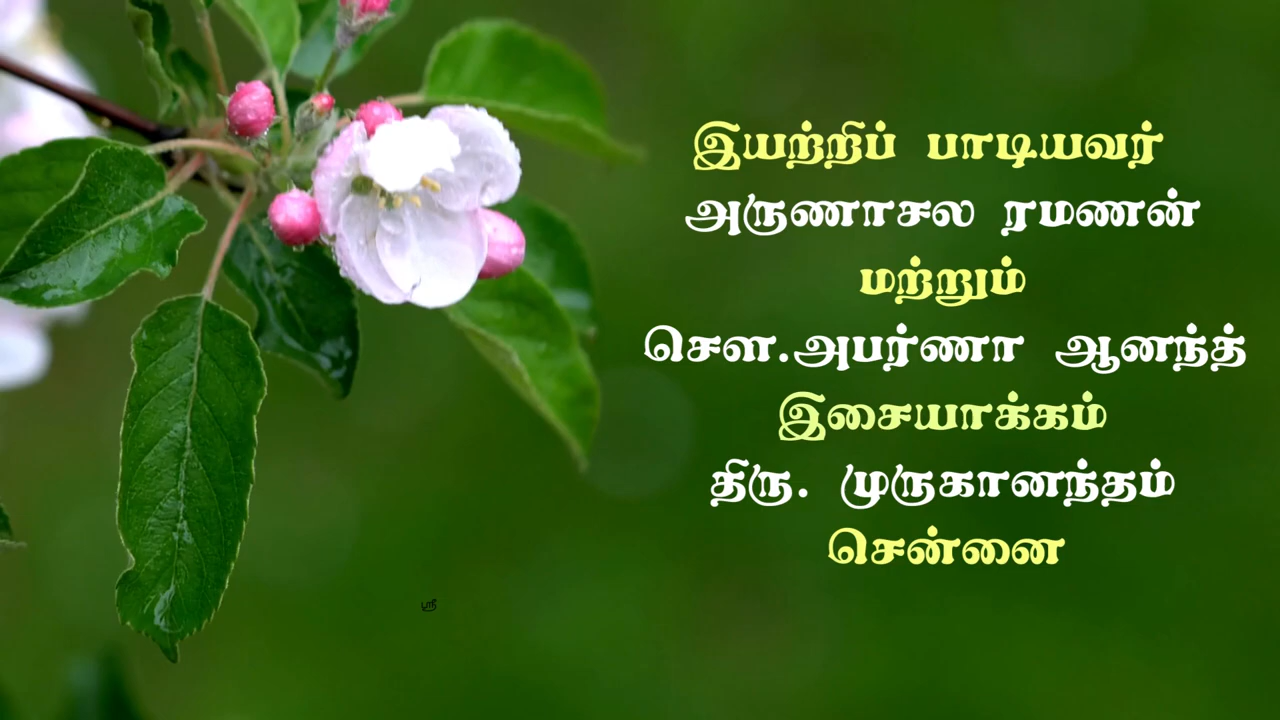 இயற்றிப் பாடியவர்
அருணாசல ரமணன்
மற்றும்
சௌ.அபர்ணா ஆனந்த்
இசையாக்கம்
திரு. முருகானந்தம்
சென்னை
ஸ்ரீ